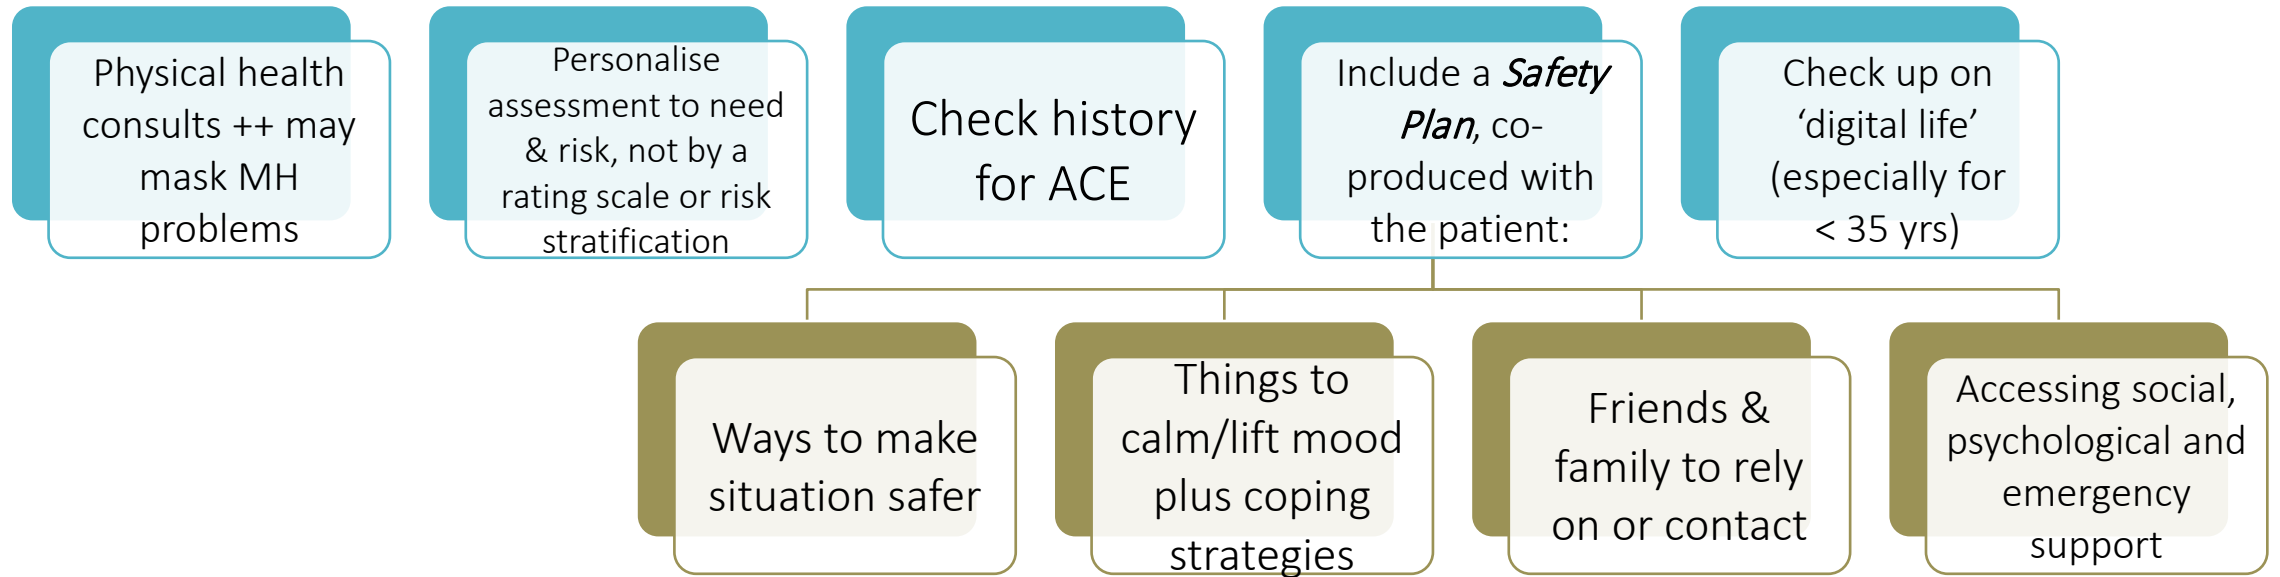 Physical health
consults ++ may
mask MH
problems
Personalise
assessment to need
& risk, not by a
rating scale or risk
stratification
Check history
for ACE
Include a Safety
Plan, co-
produced with
the patient:
Check up on
‘digital life’
(especially for
< 35 yrs)
Ways to make
situation safer
Things to
calm/lift mood
plus coping
strategies
Friends &
family to rely
on or contact
Accessing social,
psychological and
emergency
support